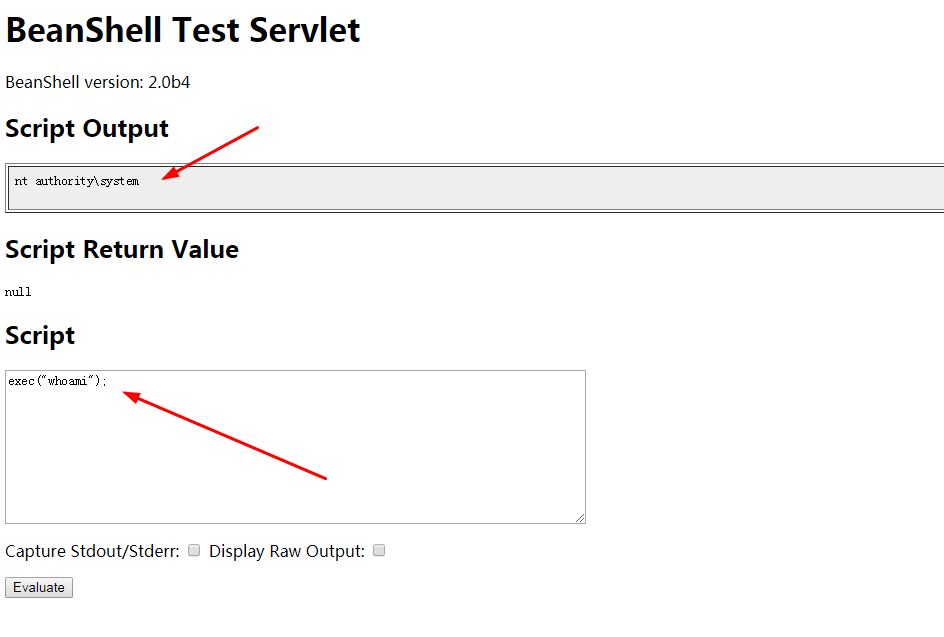 BeanShell Test Servlet
BeanShell version: 2.0b4
Script Output
nt authority\system
Script Return Value
null
Script
exec("whoami");
Capture Stdout/Stderr: Display Raw Output:
Evaluate